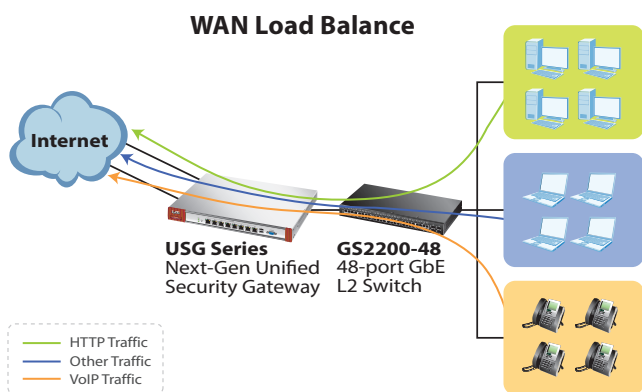 WAN Load Balance
Internet
USG Series
Next-Gen Unified
Security Gateway
GS2200-48
48-port GbE
L2 Switch
HTTP Traffic
Other Traffic
VoIP Traffic